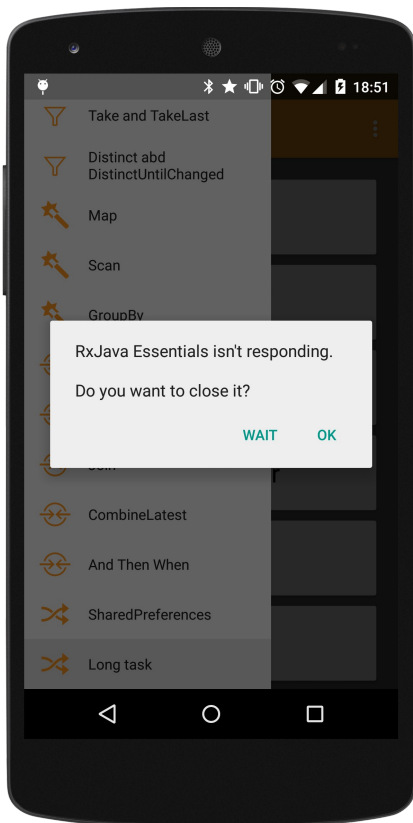 18:51
Take and TakeLast
Distinct abd
DistinctUntilChanged
Map
Scan
GroupBy
RxJava Essentials isn't responding.
Do you want to close it?
WAIT
OK
Join
CombineLatest
And Then When
SharedPreferences
Long task